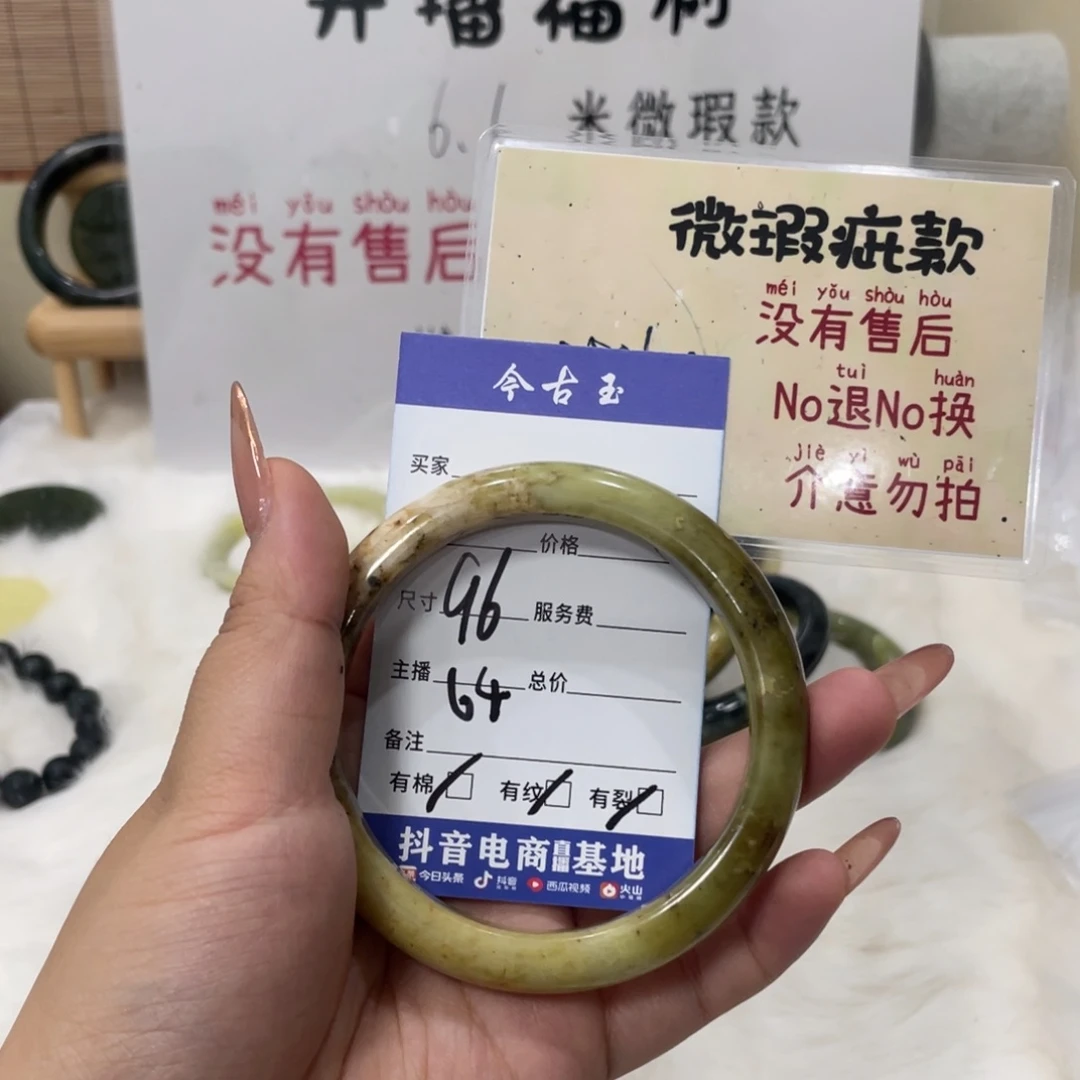 开播福利
6.6 米微瑕款
méi yǒu shòu hòu
没有售后
微瑕疵款
méi yǒu shòu hòu
没有售后
tuì huàn
No退No换
jiè yì wù pāi
介意勿拍
今古玉
买家
价格
尺寸 96 服务费
主播 64 总价
备注
有棉 有纹 有裂
抖音电商直播基地
今日头条 抖音 西瓜视频 火山